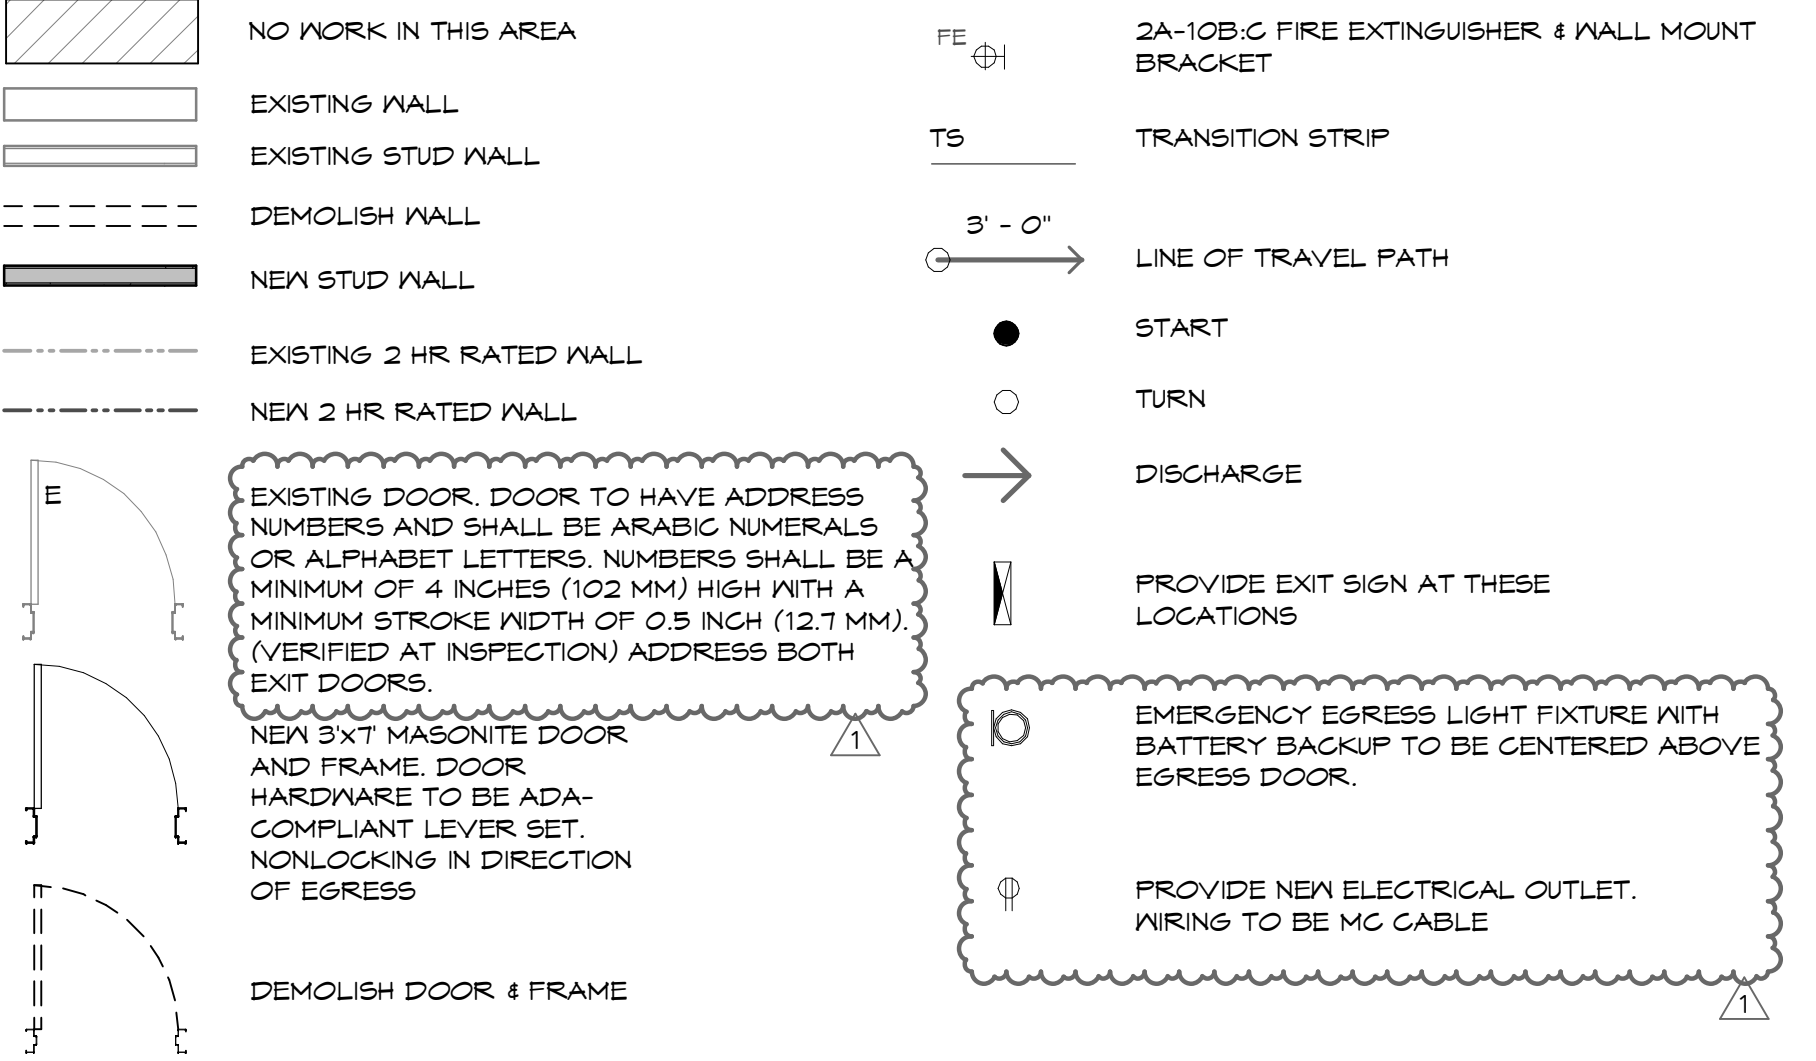 NO WORK IN THIS AREA
EXISTING WALL
EXISTING STUD WALL
DEMOLISH WALL
NEW STUD WALL
EXISTING 2 HR RATED WALL
NEW 2 HR RATED WALL
E
EXISTING DOOR. DOOR TO HAVE ADDRESS
NUMBERS AND SHALL BE ARABIC NUMERALS
OR ALPHABET LETTERS. NUMBERS SHALL BE A
MINIMUM OF 4 INCHES (102 MM) HIGH WITH A
MINIMUM STROKE WIDTH OF 0.5 INCH (12.7 MM).
(VERIFIED AT INSPECTION) ADDRESS BOTH
EXIT DOORS.
1
NEW 3'x7' MASONITE DOOR
AND FRAME. DOOR
HARDWARE TO BE ADA-
COMPLIANT LEVER SET.
NONLOCKING IN DIRECTION
OF EGRESS
DEMOLISH DOOR & FRAME
FE
2A-10B:C FIRE EXTINGUISHER & WALL MOUNT
BRACKET
TS
TRANSITION STRIP
3' - 0"
LINE OF TRAVEL PATH
START
TURN
DISCHARGE
PROVIDE EXIT SIGN AT THESE
LOCATIONS
EMERGENCY EGRESS LIGHT FIXTURE WITH
BATTERY BACKUP TO BE CENTERED ABOVE
EGRESS DOOR.
PROVIDE NEW ELECTRICAL OUTLET.
WIRING TO BE MC CABLE
1